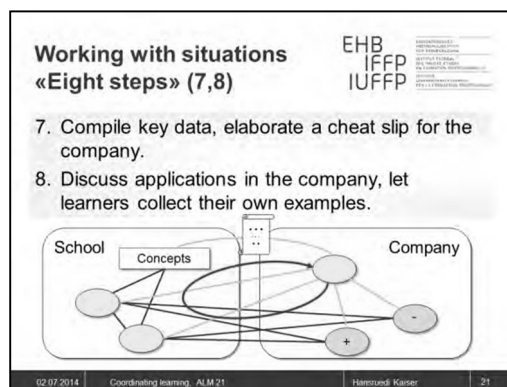 Working with situations
«Eight steps» (7,8)
EHB
IFFP
IUFFP
7. Compile key data, elaborate a cheat slip for the
company.
8. Discuss applications in the company, let
learners collect their own examples.
School
Company
Concepts
-
+
02.07.2014 Coordinating learning, ALM 21 Hansruedi Kaiser 21